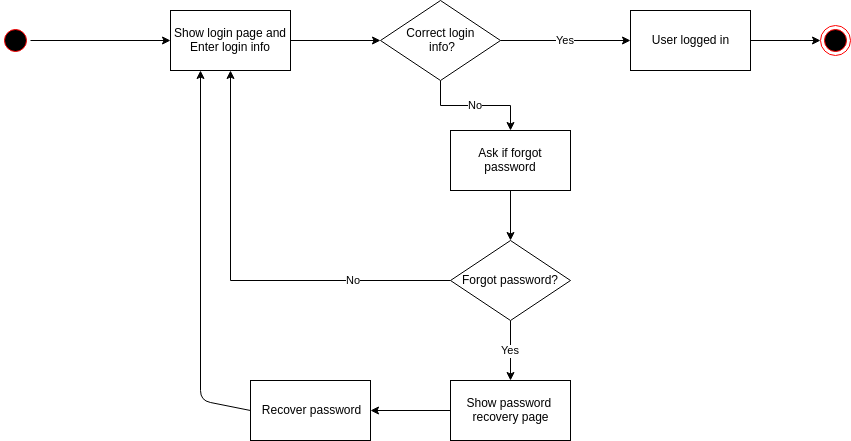 Show login page and
Enter login info
Correct login
info?
Yes
User logged in
No
Ask if forgot
password
No
Forgot password?
Yes
Recover password
Show password
recovery page